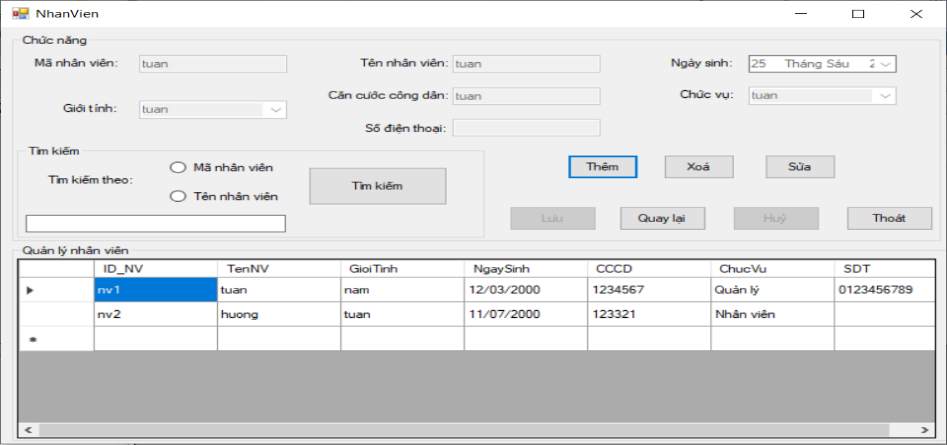 NhanVien
Chức năng
Mã nhân viên: tuan Tên nhân viên: tuan Ngày sinh: 25 Tháng Sáu 2
Giới tính: tuan Căn cước công dân: tuan Chức vụ: tuan
Số điện thoại:
Tìm kiếm
Tìm kiếm theo: Mã nhân viên Tên nhân viên Tìm kiếm
Thêm Xoá Sửa
Lưu Quay lại Huỷ Thoát
Quản lý nhân viên
ID_NV TenNV GioiTinh NgaySinh CCCD ChucVu SDT
nv1 tuan nam 12/03/2000 1234567 Quản lý 0123456789
nv2 huong tuan 11/07/2000 123321 Nhân viên